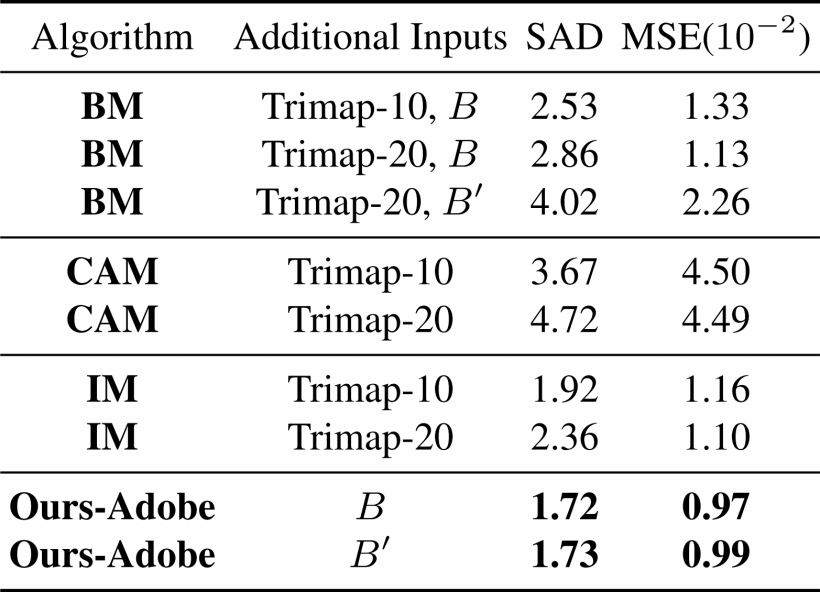 Algorithm Additional Inputs SAD MSE(10⁻²)
BM Trimap-10, B 2.53 1.33
BM Trimap-20, B 2.86 1.13
BM Trimap-20, B′ 4.02 2.26
CAM Trimap-10 3.67 4.50
CAM Trimap-20 4.72 4.49
IM Trimap-10 1.92 1.16
IM Trimap-20 2.36 1.10
Ours-Adobe B 1.72 0.97
Ours-Adobe B′ 1.73 0.99